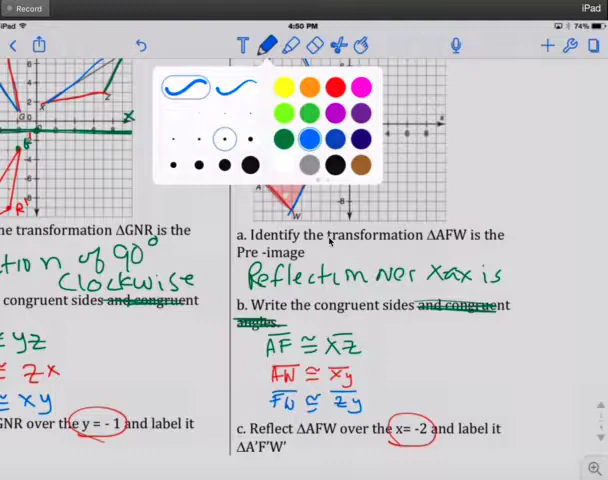 Record
iPad
iPad
4:50 PM
74%
T
X
Z
X
G
R'
A
W
he transformation ΔGNR is the
tion of 90°
Clockwise
congruent sides and congruent
≅ yz
≅ zx
≅ xy
GNR over the y = - 1 and label it
a. Identify the transformation ΔAFW is the
Pre -image
Reflection over xaxis
b. Write the congruent sides and congruent
angles.
AF ≅ XZ
AW ≅ Xy
FW ≅ Zy
c. Reflect ΔAFW over the x= -2 and label it
ΔA'F'W'